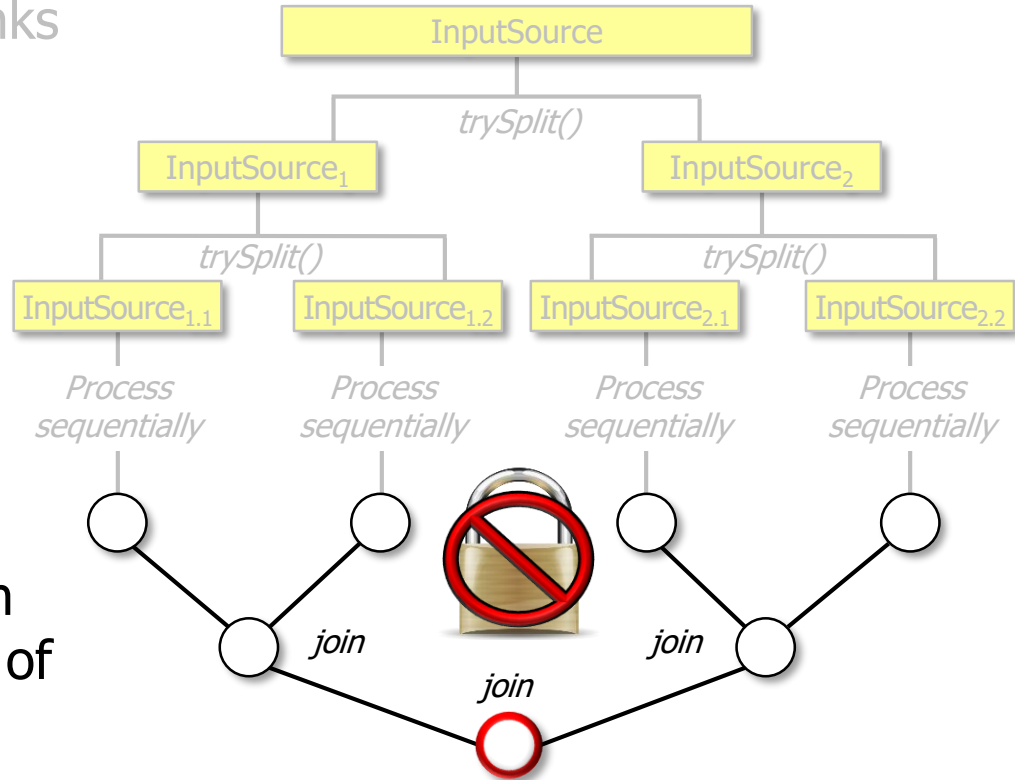 nks
InputSource
trySplit()
InputSource1
InputSource2
trySplit()
trySplit()
InputSource1.1
InputSource1.2
InputSource2.1
InputSource2.2
Process
sequentially
Process
sequentially
Process
sequentially
Process
sequentially
n
of
join
join
join